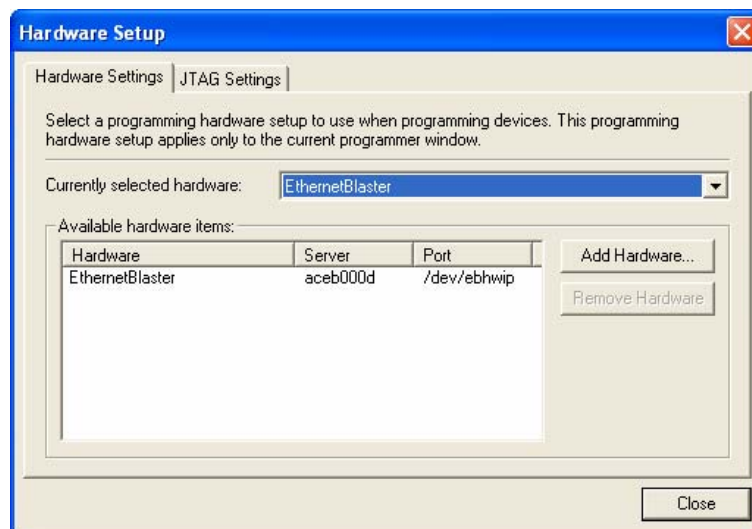 Hardware Setup
Hardware Settings JTAG Settings
Select a programming hardware setup to use when programming devices. This programming
hardware setup applies only to the current programmer window.
Currently selected hardware: EthernetBlaster
Available hardware items:
Hardware Server Port
Add Hardware...
EthernetBlaster aceb000d /dev/ebhwip
Remove Hardware
Close